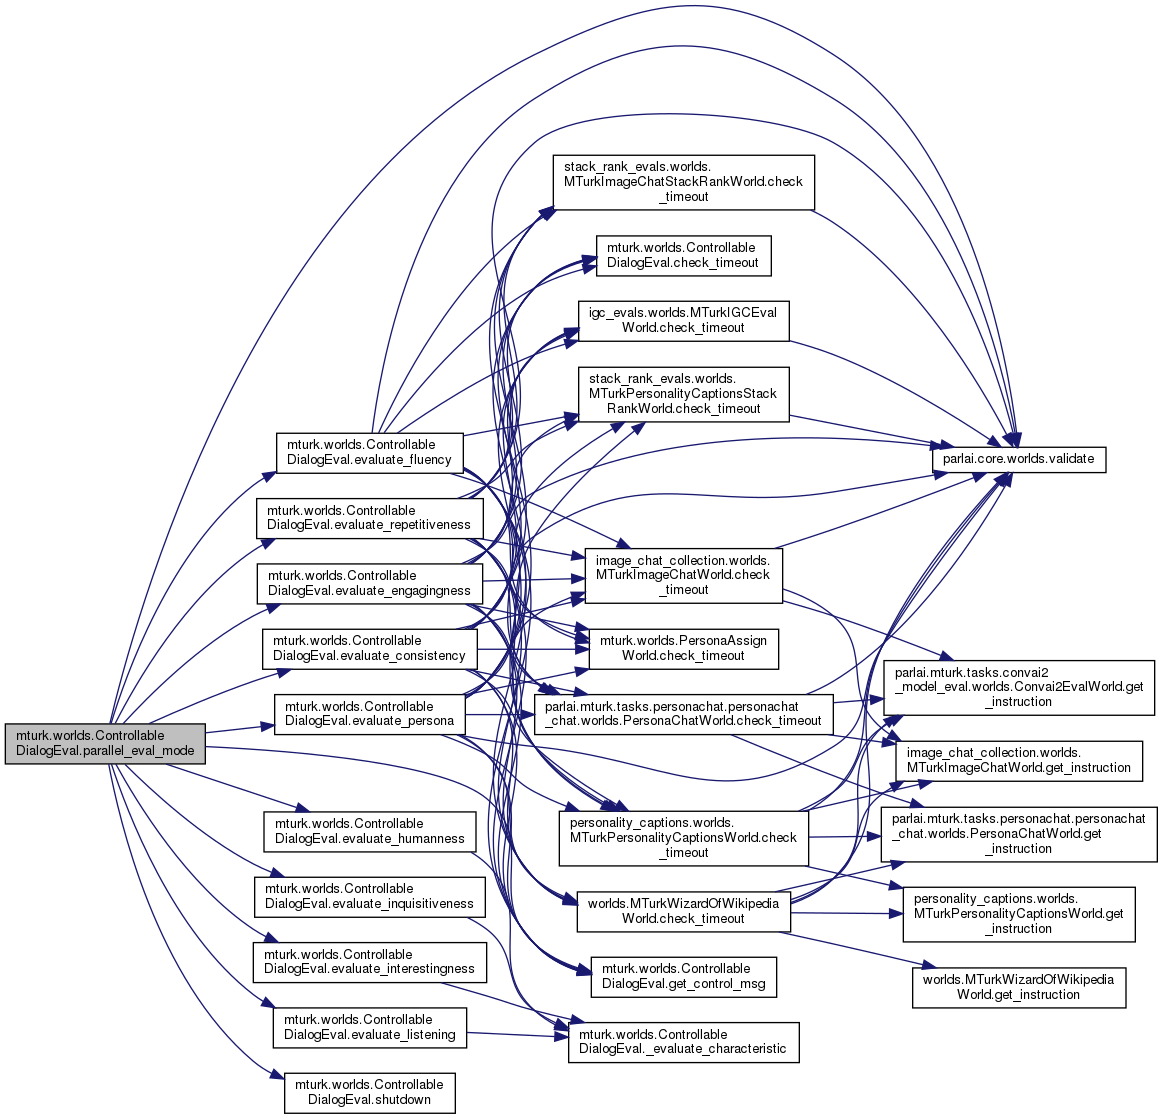 mturk.worlds.Controllable
DialogEval.parallel_eval_mode
mturk.worlds.Controllable
DialogEval.evaluate_fluency
mturk.worlds.Controllable
DialogEval.evaluate_repetitiveness
mturk.worlds.Controllable
DialogEval.evaluate_engagingness
mturk.worlds.Controllable
DialogEval.evaluate_consistency
mturk.worlds.Controllable
DialogEval.evaluate_persona
mturk.worlds.Controllable
DialogEval.evaluate_humanness
mturk.worlds.Controllable
DialogEval.evaluate_inquisitiveness
mturk.worlds.Controllable
DialogEval.evaluate_interestingness
mturk.worlds.Controllable
DialogEval.evaluate_listening
mturk.worlds.Controllable
DialogEval.shutdown
stack_rank_evals.worlds.
MTurkImageChatStackRankWorld.check
_timeout
mturk.worlds.Controllable
DialogEval.check_timeout
igc_evals.worlds.MTurkIGCEval
World.check_timeout
stack_rank_evals.worlds.
MTurkPersonalityCaptionsStack
RankWorld.check_timeout
image_chat_collection.worlds.
MTurkImageChatWorld.check
_timeout
mturk.worlds.PersonaAssign
World.check_timeout
parlai.mturk.tasks.personachat.personachat
_chat.worlds.PersonaChatWorld.check_timeout
personality_captions.worlds.
MTurkPersonalityCaptionsWorld.check
_timeout
worlds.MTurkWizardOfWikipedia
World.check_timeout
mturk.worlds.Controllable
DialogEval.get_control_msg
mturk.worlds.Controllable
DialogEval._evaluate_characteristic
parlai.core.worlds.validate
parlai.mturk.tasks.convai2
_model_eval.worlds.Convai2EvalWorld.get
_instruction
image_chat_collection.worlds.
MTurkImageChatWorld.get_instruction
parlai.mturk.tasks.personachat.personachat
_chat.worlds.PersonaChatWorld.get
_instruction
personality_captions.worlds.
MTurkPersonalityCaptionsWorld.get
_instruction
worlds.MTurkWizardOfWikipedia
World.get_instruction